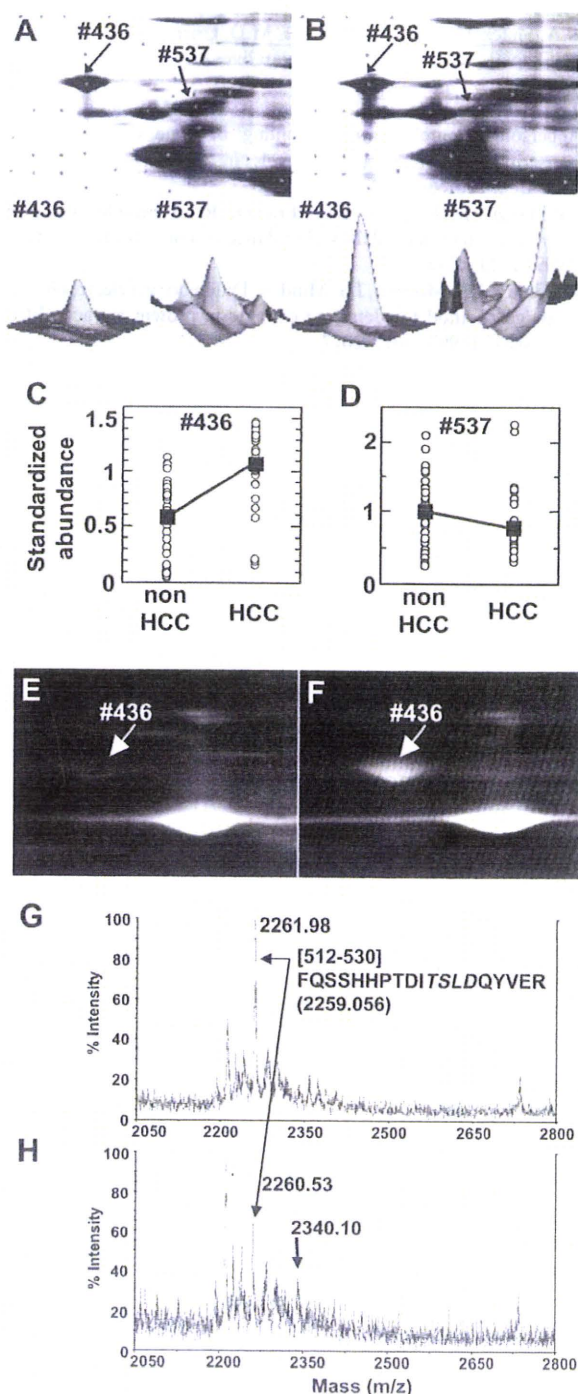 A
B
#436
#537
#436
#537
#436
#537
#436
#537
C
D
Standardized
abundance
1.5
1
0.5
0
#436
non
HCC
HCC
2
1
0
#537
non
HCC
HCC
E
F
#436
#436
G
% Intensity
100
80
60
40
20
0
2261.98
[512-530]
FQSSHHPTDITSLDQYVER
(2259.056)
2050
2200
2350
2500
2650
2800
H
% Intensity
100
80
60
40
20
0
2260.53
2340.10
2050
2200
2350
2500
2650
2800
Mass (m/z)